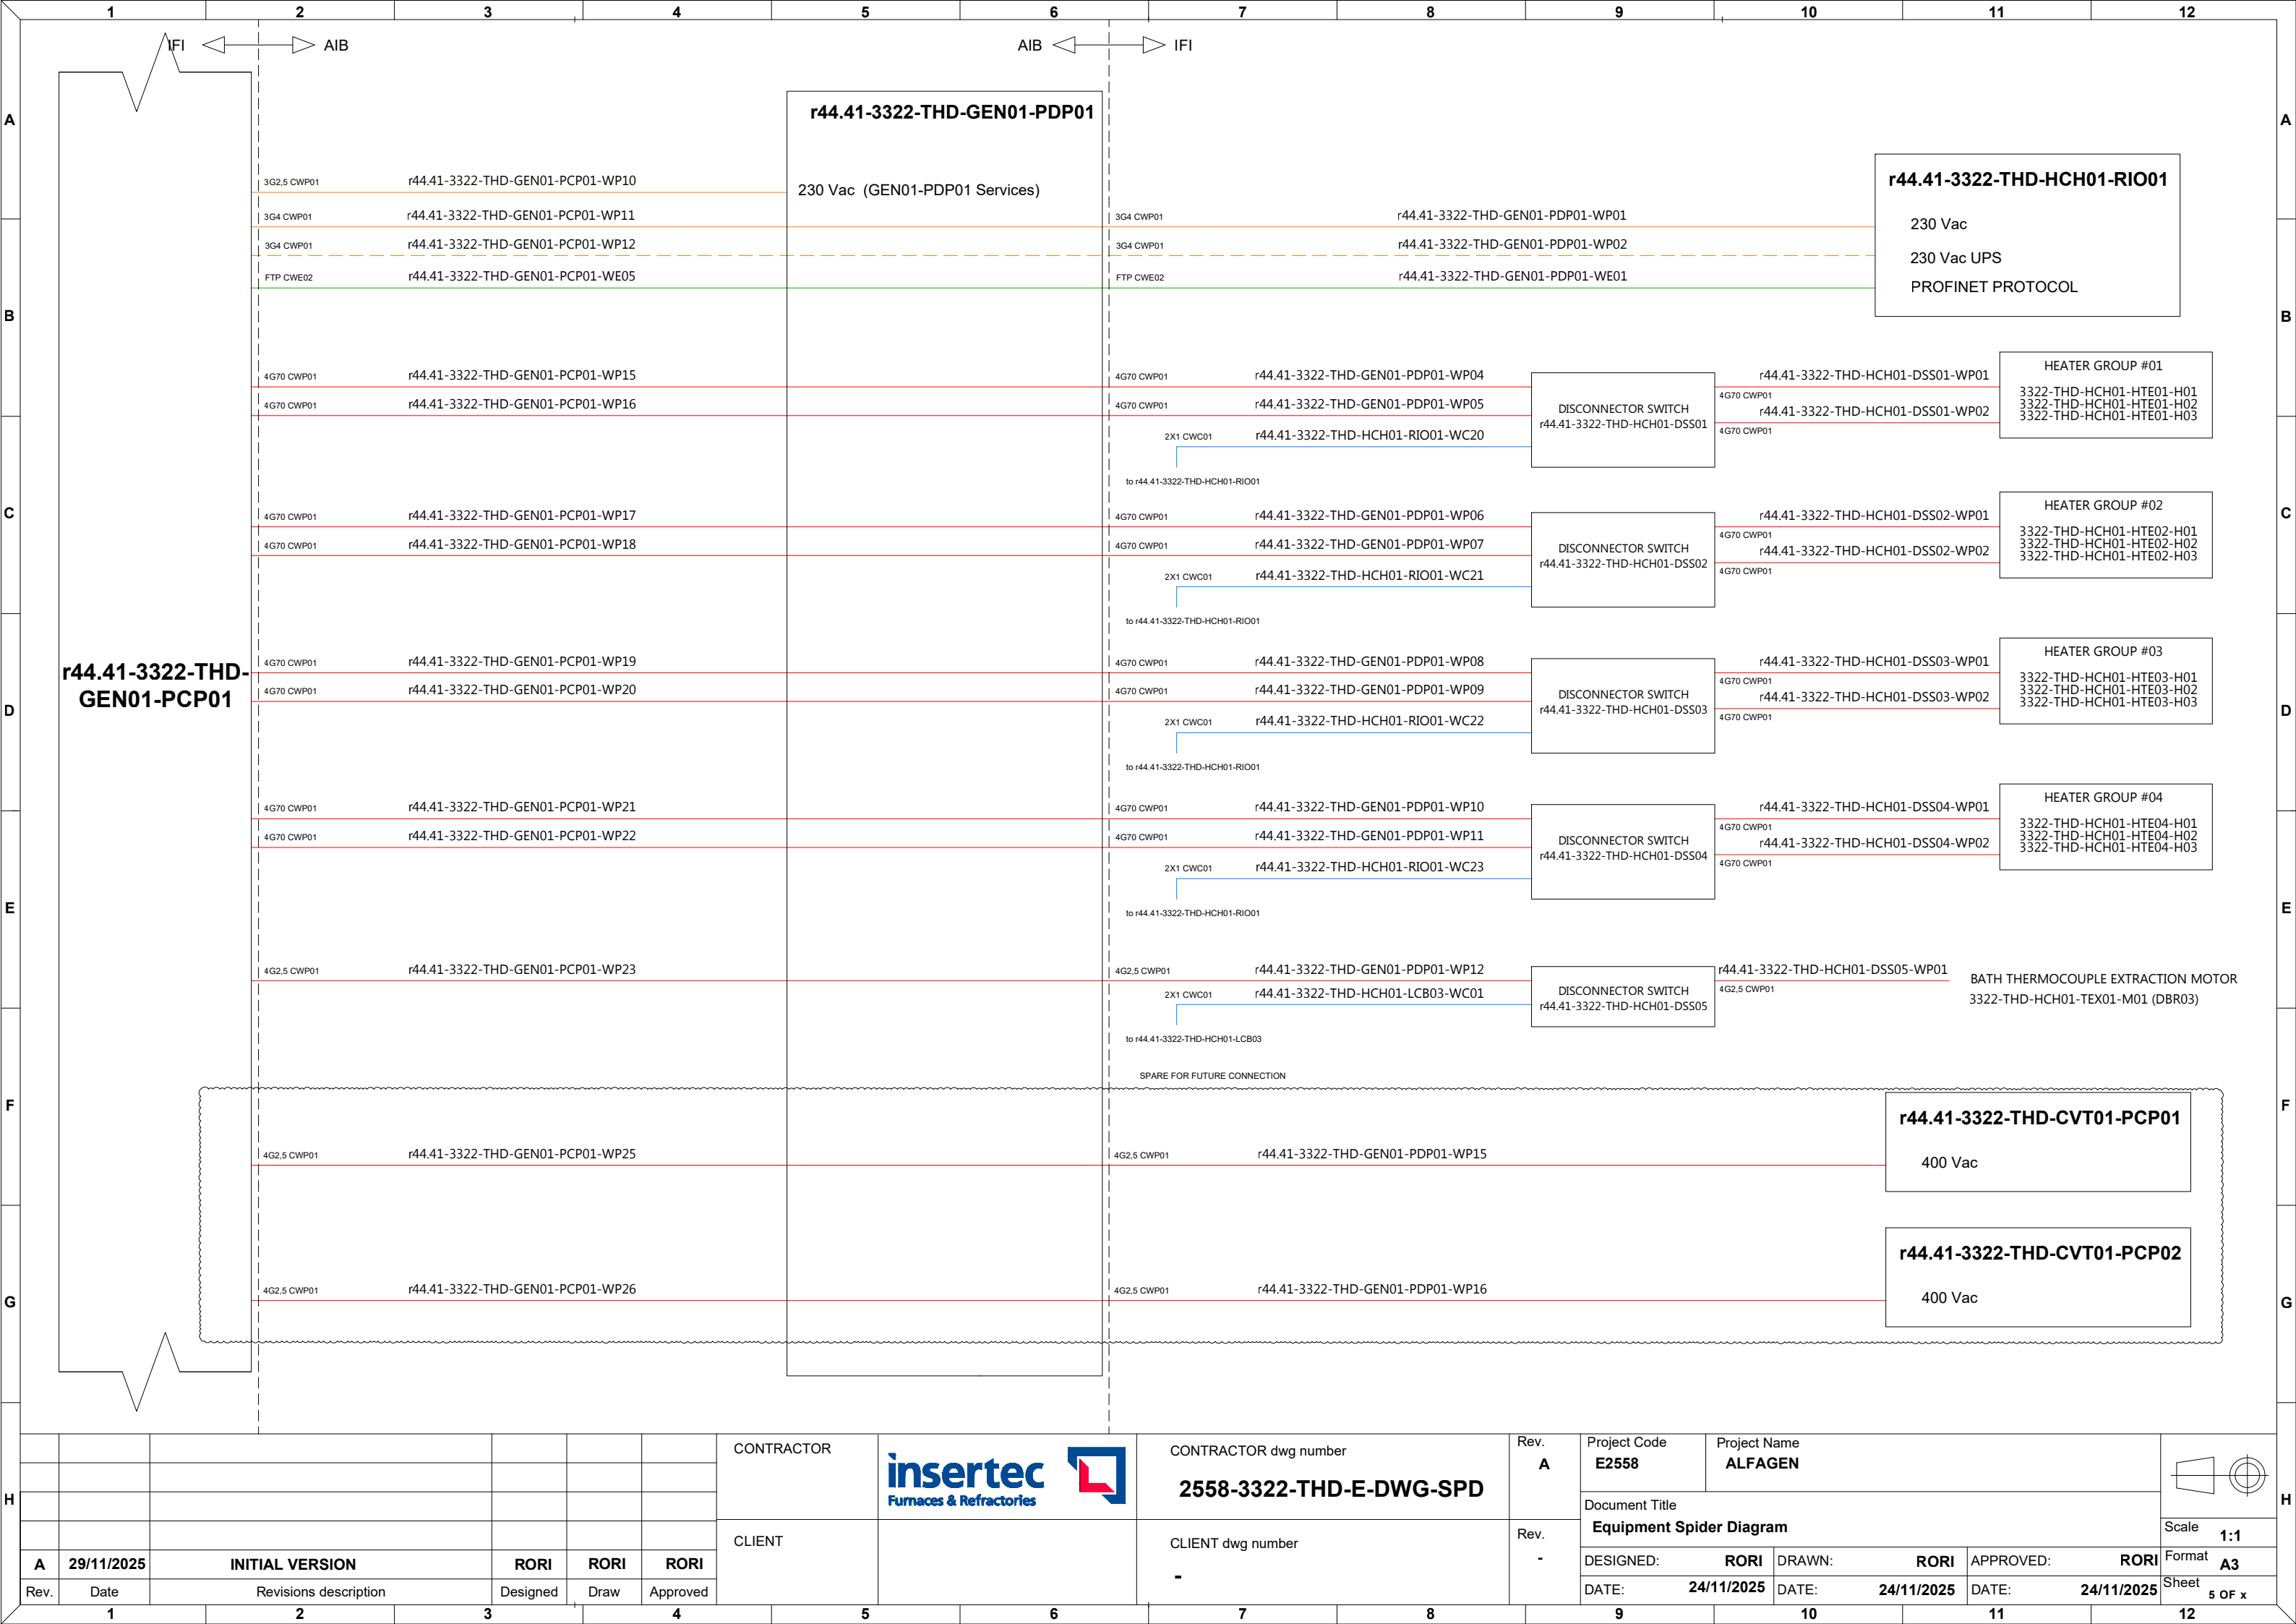 1 2 3 4 5 6 7 8 9 10 11 12
IFI AIB AIB IFI
A A
r44.41-3322-THD-GEN01-PDP01
r44.41-3322-THD-HCH01-RIO01
3G2,5 CWP01 r44.41-3322-THD-GEN01-PCP01-WP10 230 Vac (GEN01-PDP01 Services)
3G4 CWP01 r44.41-3322-THD-GEN01-PCP01-WP11 3G4 CWP01 r44.41-3322-THD-GEN01-PDP01-WP01 230 Vac
3G4 CWP01 r44.41-3322-THD-GEN01-PCP01-WP12 3G4 CWP01 r44.41-3322-THD-GEN01-PDP01-WP02 230 Vac UPS
FTP CWE02 r44.41-3322-THD-GEN01-PCP01-WE05 FTP CWE02 r44.41-3322-THD-GEN01-PDP01-WE01 PROFINET PROTOCOL
B B
HEATER GROUP #01
4G70 CWP01 r44.41-3322-THD-GEN01-PCP01-WP15 4G70 CWP01 r44.41-3322-THD-GEN01-PDP01-WP04 r44.41-3322-THD-HCH01-DSS01-WP01
4G70 CWP01
3322-THD-HCH01-HTE01-H01
3322-THD-HCH01-HTE01-H02
3322-THD-HCH01-HTE01-H03
4G70 CWP01 r44.41-3322-THD-GEN01-PCP01-WP16 4G70 CWP01 r44.41-3322-THD-GEN01-PDP01-WP05 DISCONNECTOR SWITCH r44.41-3322-THD-HCH01-DSS01-WP02
r44.41-3322-THD-HCH01-DSS01
2X1 CWC01 r44.41-3322-THD-HCH01-RIO01-WC20 4G70 CWP01
to r44.41-3322-THD-HCH01-RIO01
C C
HEATER GROUP #02
4G70 CWP01 r44.41-3322-THD-GEN01-PCP01-WP17 4G70 CWP01 r44.41-3322-THD-GEN01-PDP01-WP06 r44.41-3322-THD-HCH01-DSS02-WP01
4G70 CWP01
3322-THD-HCH01-HTE02-H01
3322-THD-HCH01-HTE02-H02
3322-THD-HCH01-HTE02-H03
4G70 CWP01 r44.41-3322-THD-GEN01-PCP01-WP18 4G70 CWP01 r44.41-3322-THD-GEN01-PDP01-WP07 DISCONNECTOR SWITCH r44.41-3322-THD-HCH01-DSS02-WP02
r44.41-3322-THD-HCH01-DSS02
2X1 CWC01 r44.41-3322-THD-HCH01-RIO01-WC21 4G70 CWP01
to r44.41-3322-THD-HCH01-RIO01
r44.41-3322-THD-
GEN01-PCP01
D D
HEATER GROUP #03
4G70 CWP01 r44.41-3322-THD-GEN01-PCP01-WP19 4G70 CWP01 r44.41-3322-THD-GEN01-PDP01-WP08 r44.41-3322-THD-HCH01-DSS03-WP01
4G70 CWP01
3322-THD-HCH01-HTE03-H01
3322-THD-HCH01-HTE03-H02
3322-THD-HCH01-HTE03-H03
4G70 CWP01 r44.41-3322-THD-GEN01-PCP01-WP20 4G70 CWP01 r44.41-3322-THD-GEN01-PDP01-WP09 DISCONNECTOR SWITCH r44.41-3322-THD-HCH01-DSS03-WP02
r44.41-3322-THD-HCH01-DSS03
2X1 CWC01 r44.41-3322-THD-HCH01-RIO01-WC22 4G70 CWP01
to r44.41-3322-THD-HCH01-RIO01
HEATER GROUP #04
4G70 CWP01 r44.41-3322-THD-GEN01-PCP01-WP21 4G70 CWP01 r44.41-3322-THD-GEN01-PDP01-WP10 r44.41-3322-THD-HCH01-DSS04-WP01
4G70 CWP01
3322-THD-HCH01-HTE04-H01
3322-THD-HCH01-HTE04-H02
3322-THD-HCH01-HTE04-H03
4G70 CWP01 r44.41-3322-THD-GEN01-PCP01-WP22 4G70 CWP01 r44.41-3322-THD-GEN01-PDP01-WP11 DISCONNECTOR SWITCH r44.41-3322-THD-HCH01-DSS04-WP02
r44.41-3322-THD-HCH01-DSS04
2X1 CWC01 r44.41-3322-THD-HCH01-RIO01-WC23 4G70 CWP01
to r44.41-3322-THD-HCH01-RIO01
E E
4G2,5 CWP01 r44.41-3322-THD-GEN01-PCP01-WP23 4G2,5 CWP01 r44.41-3322-THD-GEN01-PDP01-WP12 r44.41-3322-THD-HCH01-DSS05-WP01 BATH THERMOCOUPLE EXTRACTION MOTOR
2X1 CWC01 r44.41-3322-THD-HCH01-LCB03-WC01 DISCONNECTOR SWITCH 4G2,5 CWP01 3322-THD-HCH01-TEX01-M01 (DBR03)
r44.41-3322-THD-HCH01-DSS05
to r44.41-3322-THD-HCH01-LCB03
SPARE FOR FUTURE CONNECTION
F F
r44.41-3322-THD-CVT01-PCP01
4G2,5 CWP01 r44.41-3322-THD-GEN01-PCP01-WP25 4G2,5 CWP01 r44.41-3322-THD-GEN01-PDP01-WP15 400 Vac
r44.41-3322-THD-CVT01-PCP02
4G2,5 CWP01 r44.41-3322-THD-GEN01-PCP01-WP26 4G2,5 CWP01 r44.41-3322-THD-GEN01-PDP01-WP16 400 Vac
G G
CONTRACTOR
insertec
Furnaces & Refractories
CONTRACTOR dwg number
2558-3322-THD-E-DWG-SPD
Rev.
A
Project Code
E2558
Project Name
ALFAGEN
H H
Document Title
Equipment Spider Diagram
CLIENT
CLIENT dwg number
-
Rev.
-
Scale 1:1
A 29/11/2025 INITIAL VERSION RORI RORI RORI
Rev. Date Revisions description Designed Draw Approved
DESIGNED: RORI DRAWN: RORI APPROVED: RORI
Format A3
DATE: 24/11/2025 DATE: 24/11/2025 DATE: 24/11/2025
Sheet 5 OF x
1 2 3 4 5 6 7 8 9 10 11 12